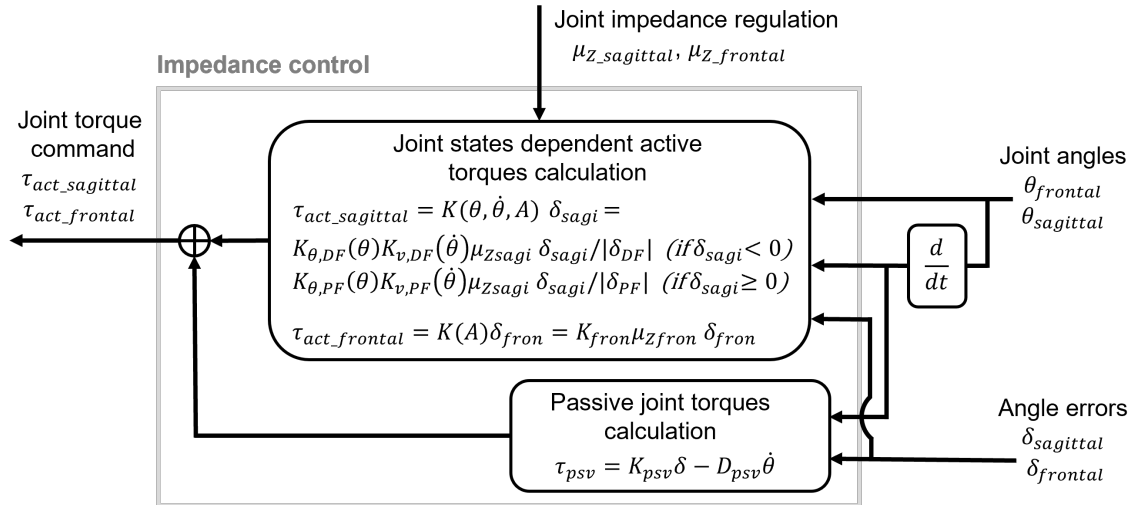 Joint impedance regulation
μ_{Z_sagittal}, μ_{Z_frontal}
Impedance control
Joint torque
command
τ_{act_sagittal}
τ_{act_frontal}
Joint states dependent active
torques calculation
τ_{act_sagittal} = K(θ, θ̇, A) δ_{sagi} =
K_{θ,DF}(θ)K_{v,DF}(θ̇)μ_{Zsagi} δ_{sagi}/|δ_{DF}| (if δ_{sagi} < 0)
K_{θ,PF}(θ)K_{v,PF}(θ̇)μ_{Zsagi} δ_{sagi}/|δ_{PF}| (if δ_{sagi} ≥ 0)
τ_{act_frontal} = K(A)δ_{fron} = K_{fron}μ_{Zfron} δ_{fron}
Joint angles
θ_{frontal}
θ_{sagittal}
d
dt
Passive joint torques
calculation
τ_{psv} = K_{psv}δ − D_{psv}θ̇
Angle errors
δ_{sagittal}
δ_{frontal}